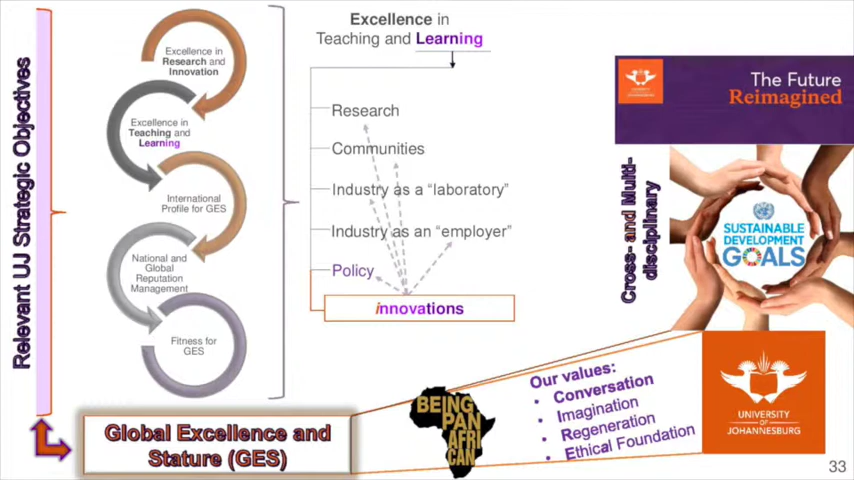 Relevant UJ Strategic Objectives
Excellence in
Research and
Innovation
Excellence in
Teaching and
Learning
International
Profile for GES
National and
Global
Reputation
Management
Fitness for
GES
Excellence in
Teaching and Learning
Research
Communities
Industry as a “laboratory”
Industry as an “employer”
Policy
innovations
The Future
Reimagined
Cross- and Multi-
disciplinary
SUSTAINABLE
DEVELOPMENT
GOALS
Global Excellence and
Stature (GES)
BEING
PAN
AFRI
CAN
Our values:
• Conversation
• Imagination
• Regeneration
• Ethical Foundation
UNIVERSITY
OF
JOHANNESBURG
33